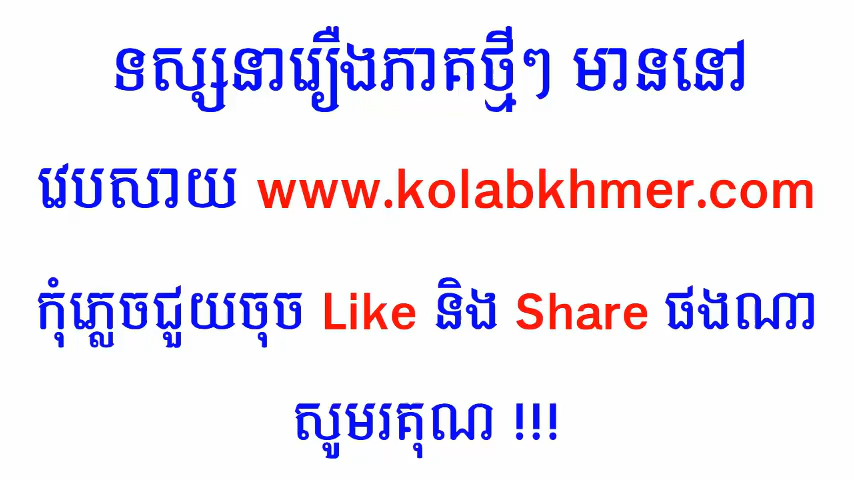 ទស្សនារឿងភាគថ្មីៗ មាននៅ
វេបសាយ www.kolabkhmer.com
កុំភ្លេចជួយចុច Like និង Share ផងណា
សូមរគុណ !!!